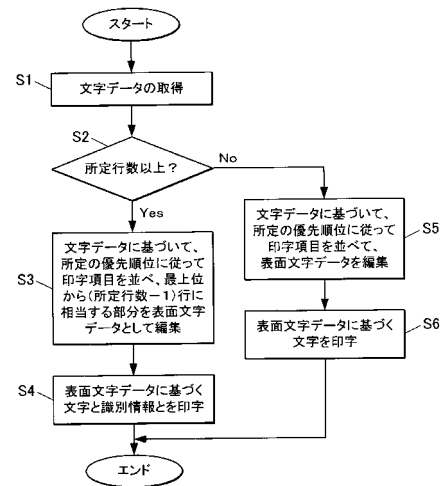 スタート
S1
文字データの取得
S2
所定行数以上?
No
Yes
S3
文字データに基づいて、
所定の優先順位に従って
印字項目を並べ、最上位
から(所定行数−1)行に
相当する部分を表面文字
データとして編集
S5
文字データに基づいて、
所定の優先順位に従って
印字項目を並べて、
表面文字データを編集
S6
表面文字データに基づく
文字を印字
S4
表面文字データに基づく
文字と識別情報とを印字
エンド